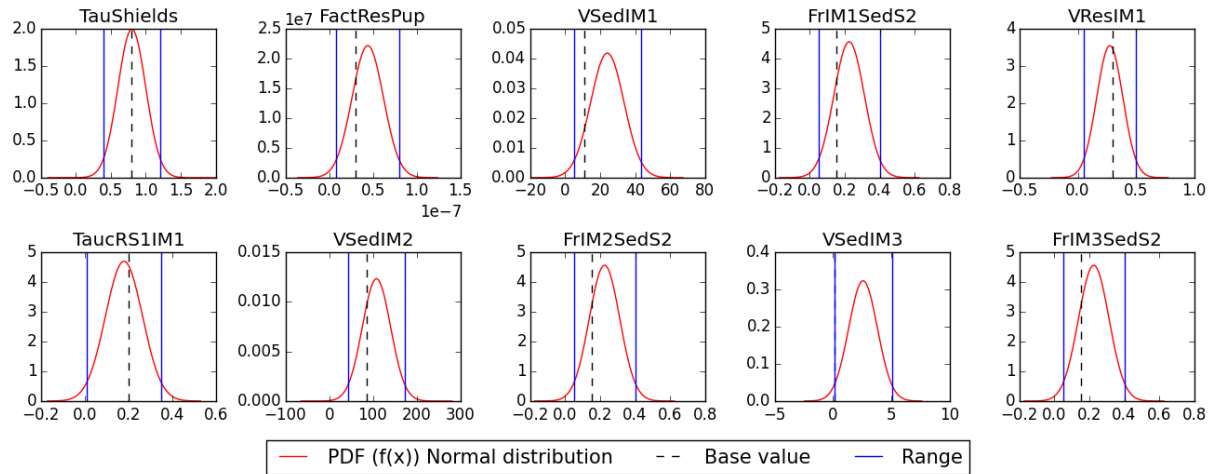 TauShields FactResPup VSedIM1 FrIM1SedS2 VResIM1
2.0 1.5 1.0 0.5 0.0
−0.5 0.0 0.5 1.0 1.5 2.0
1e7
2.5 2.0 1.5 1.0 0.5 0.0
−0.5 0.0 0.5 1.0 1.5
1e−7
0.05 0.04 0.03 0.02 0.01 0.00
−20 0 20 40 60 80
5 4 3 2 1 0
−0.2 0.0 0.2 0.4 0.6 0.8
4 3 2 1 0
−0.5 0.0 0.5 1.0
TaucRS1IM1 VSedIM2 FrIM2SedS2 VSedIM3 FrIM3SedS2
5 4 3 2 1 0
−0.2 0.0 0.2 0.4 0.6
0.015 0.010 0.005 0.000
−100 0 100 200 300
5 4 3 2 1 0
−0.2 0.0 0.2 0.4 0.6 0.8
0.4 0.3 0.2 0.1 0.0
−5 0 5 10
5 4 3 2 1 0
−0.2 0.0 0.2 0.4 0.6 0.8
PDF (f(x)) Normal distribution Base value Range